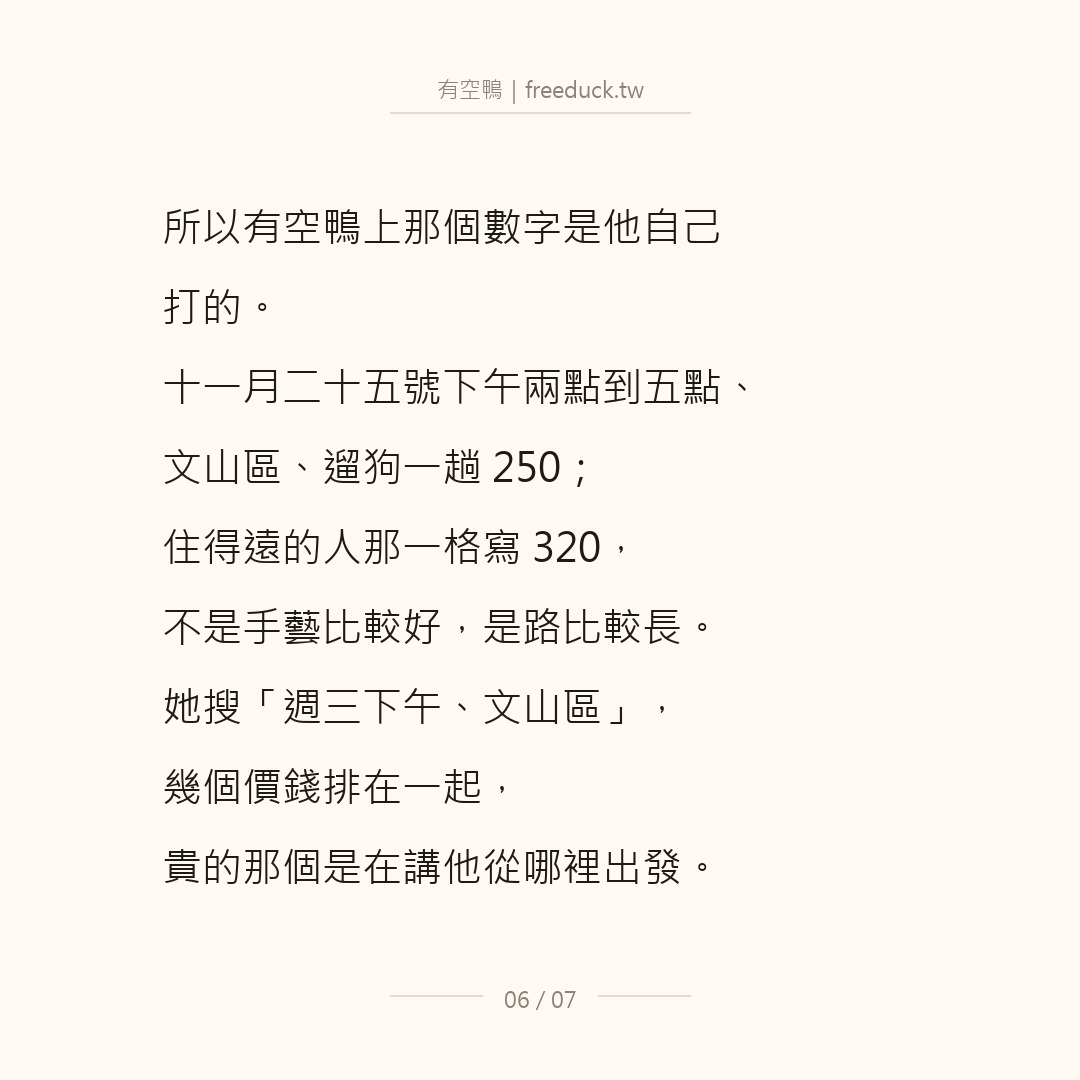 有空鴨｜freeduck.tw
所以有空鴨上那個數字是他自己
打的。
十一月二十五號下午兩點到五點、
文山區、遛狗一趟 250；
住得遠的人那一格寫 320，
不是手藝比較好，是路比較長。
她搜「週三下午、文山區」，
幾個價錢排在一起，
貴的那個是在講他從哪裡出發。
06 / 07